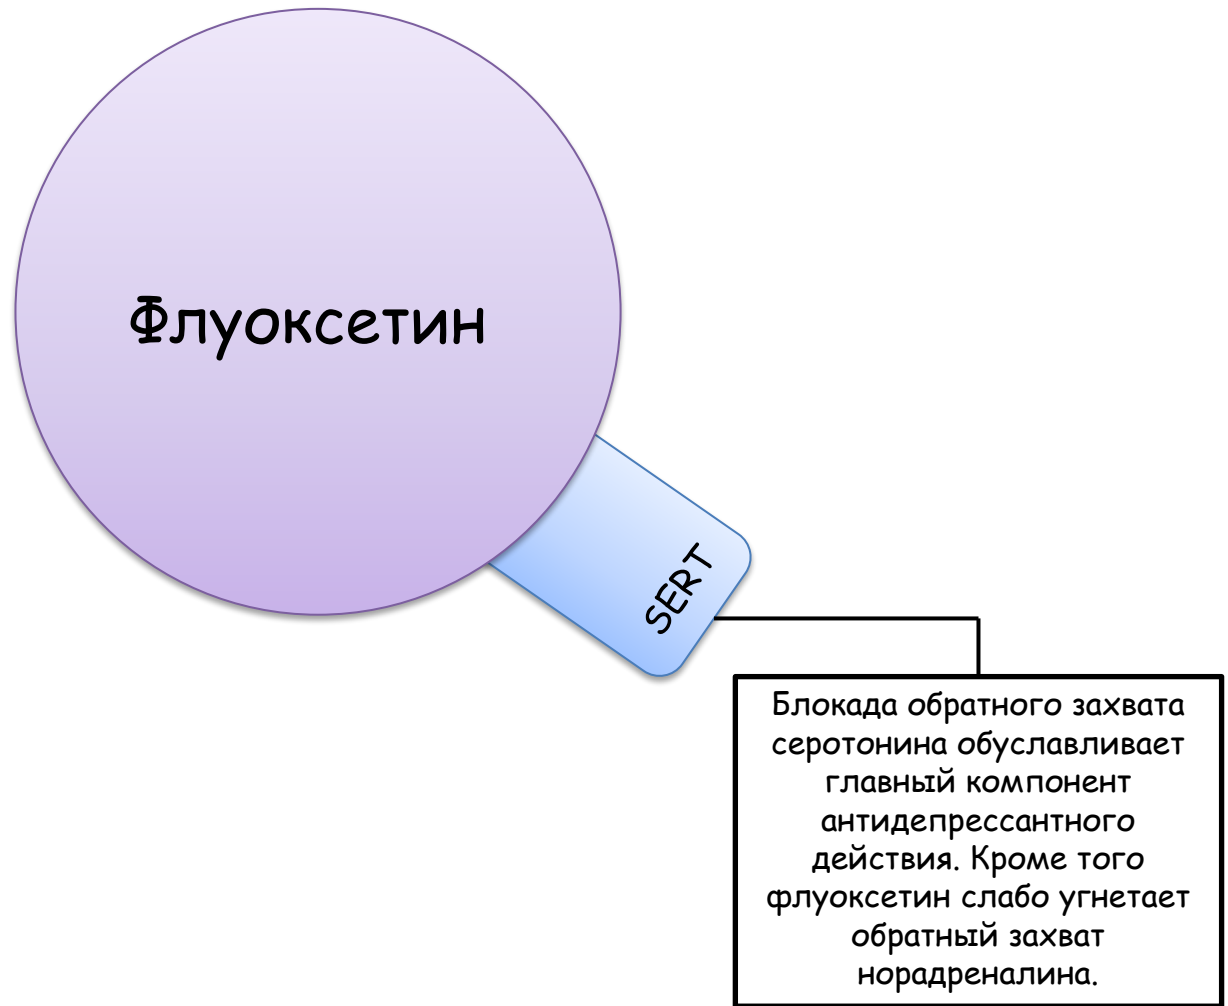 Флуоксетин
SERT
Блокада обратного захвата
серотонина обуславливает
главный компонент
антидепрессантного
действия. Кроме того
флуоксетин слабо угнетает
обратный захват
норадреналина.